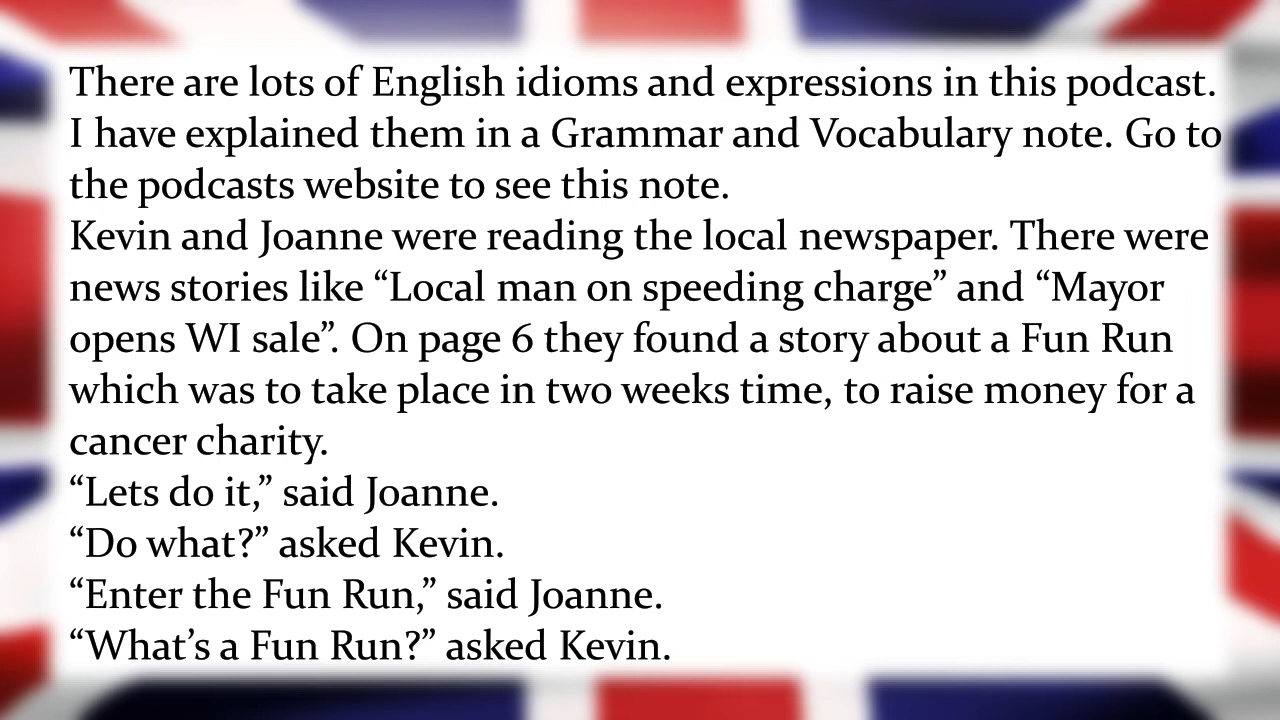 There are lots of English idioms and expressions in this podcast.
I have explained them in a Grammar and Vocabulary note. Go to
the podcasts website to see this note.
Kevin and Joanne were reading the local newspaper. There were
news stories like “Local man on speeding charge” and “Mayor
opens WI sale”. On page 6 they found a story about a Fun Run
which was to take place in two weeks time, to raise money for a
cancer charity.
“Lets do it,” said Joanne.
“Do what?” asked Kevin.
“Enter the Fun Run,” said Joanne.
“What’s a Fun Run?” asked Kevin.